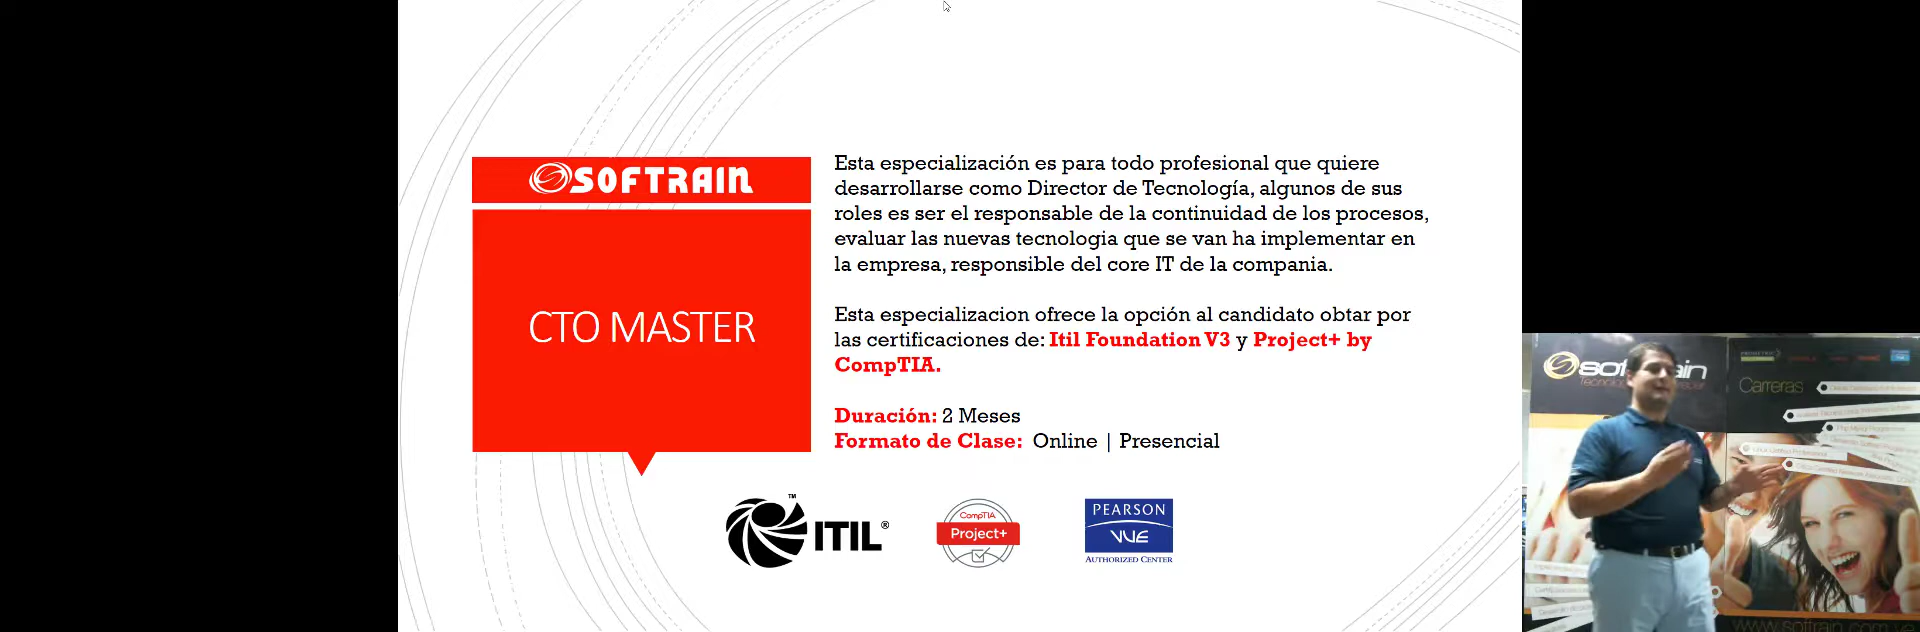 SOFTRAIN
CTO MASTER
Esta especialización es para todo profesional que quiere
desarrollarse como Director de Tecnología, algunos de sus
roles es ser el responsable de la continuidad de los procesos,
evaluar las nuevas tecnologia que se van ha implementar en
la empresa, responsible del core IT de la compania.
Esta especializacion ofrece la opción al candidato obtar por
las certificaciones de: Itil Foundation V3 y Project+ by
CompTIA.
Duración: 2 Meses
Formato de Clase: Online | Presencial
™
ITIL®
CompTIA
Project+
PEARSON
VUE
AUTHORIZED CENTER
Carreras
www.softrain.com.ve